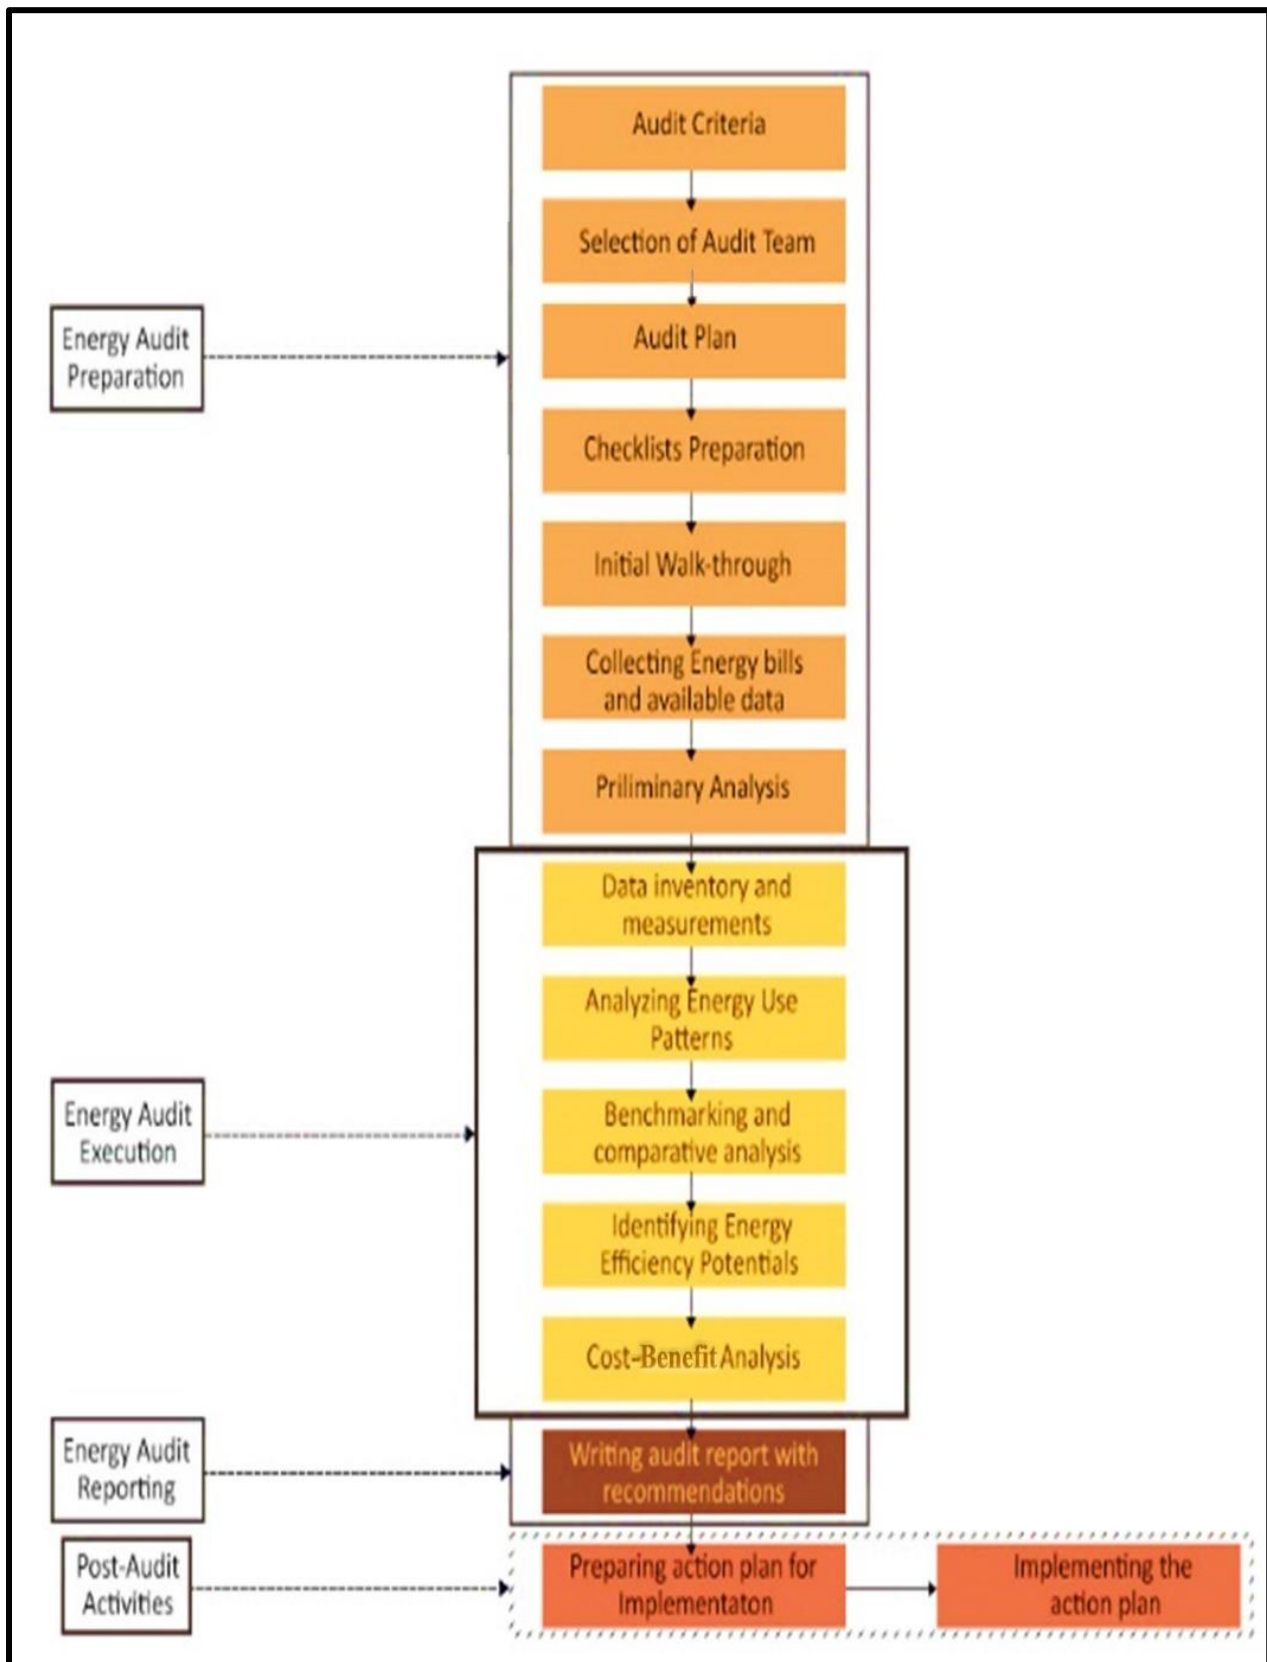 Audit Criteria
Selection of Audit Team
Energy Audit
Preparation
Audit Plan
Checklists Preparation
Initial Walk-through
Collecting Energy bills
and available data
Priliminary Analysis
Data inventory and
measurements
Analyzing Energy Use
Patterns
Energy Audit
Execution
Benchmarking and
comparative analysis
Identifying Energy
Efficiency Potentials
Cost-Benefit Analysis
Energy Audit
Reporting
Writing audit report with
recommendations
Post-Audit
Activities
Preparing action plan for
Implementaton
Implementing the
action plan